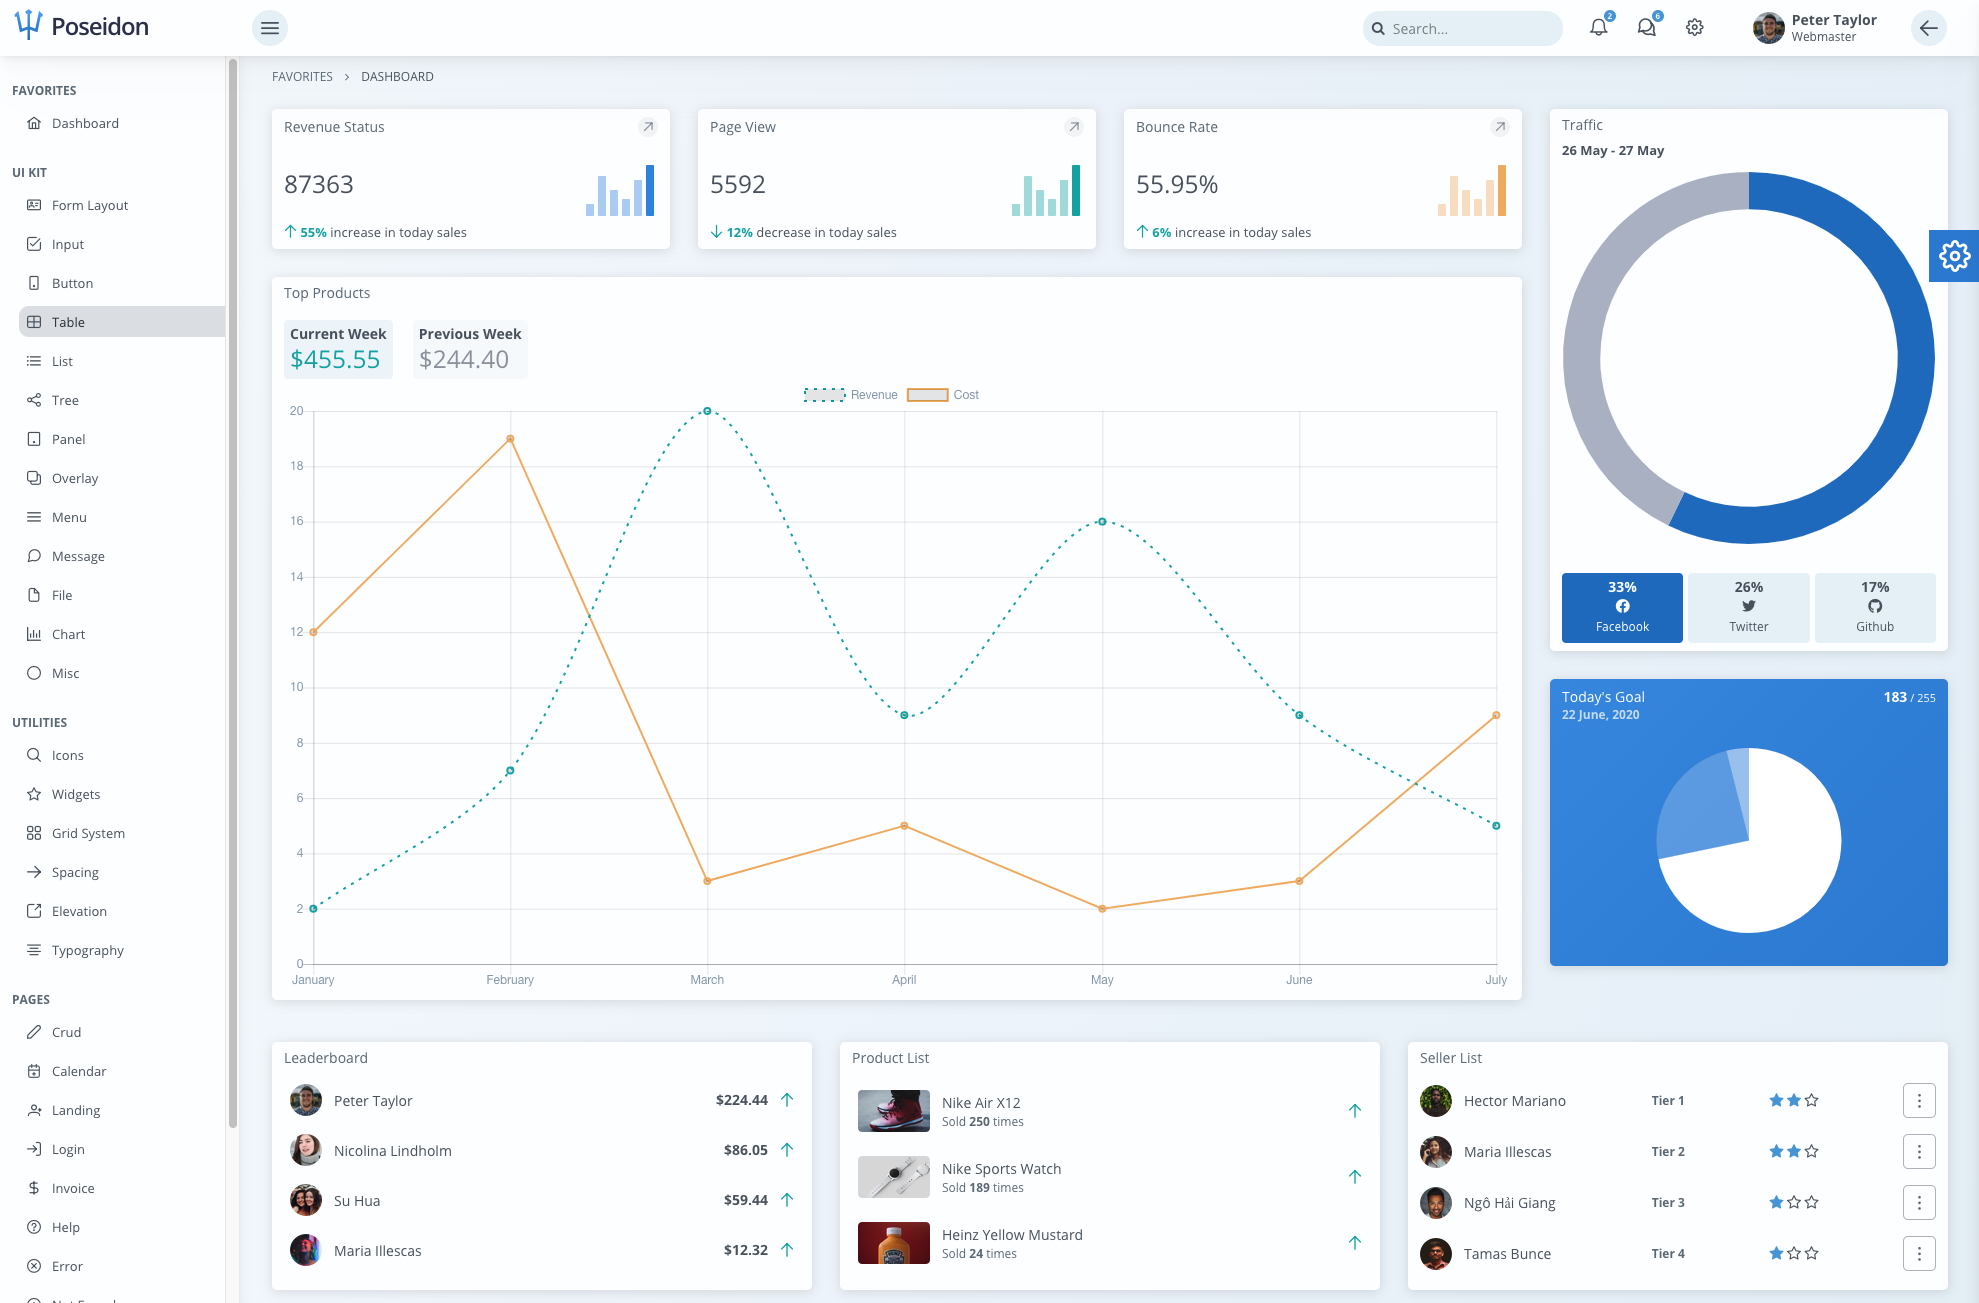 Poseidon
Search...
2
6
Peter Taylor
Webmaster
FAVORITES
Dashboard
UI KIT
Form Layout
Input
Button
Table
List
Tree
Panel
Overlay
Menu
Message
File
Chart
Misc
UTILITIES
Icons
Widgets
Grid System
Spacing
Elevation
Typography
PAGES
Crud
Calendar
Landing
Login
Invoice
Help
Error
FAVORITES > DASHBOARD
Revenue Status
87363
55% increase in today sales
Page View
5592
12% decrease in today sales
Bounce Rate
55.95%
6% increase in today sales
Traffic
26 May - 27 May
33%
Facebook
26%
Twitter
17%
Github
Top Products
Current Week
$455.55
Previous Week
$244.40
Revenue
Cost
20
18
16
14
12
10
8
6
4
2
0
January
February
March
April
May
June
July
Today's Goal
183 / 255
22 June, 2020
Leaderboard
Peter Taylor $224.44
Nicolina Lindholm $86.05
Su Hua $59.44
Maria Illescas $12.32
Product List
Nike Air X12
Sold 250 times
Nike Sports Watch
Sold 189 times
Heinz Yellow Mustard
Sold 24 times
Seller List
Hector Mariano Tier 1
Maria Illescas Tier 2
Ngô Hải Giang Tier 3
Tamas Bunce Tier 4